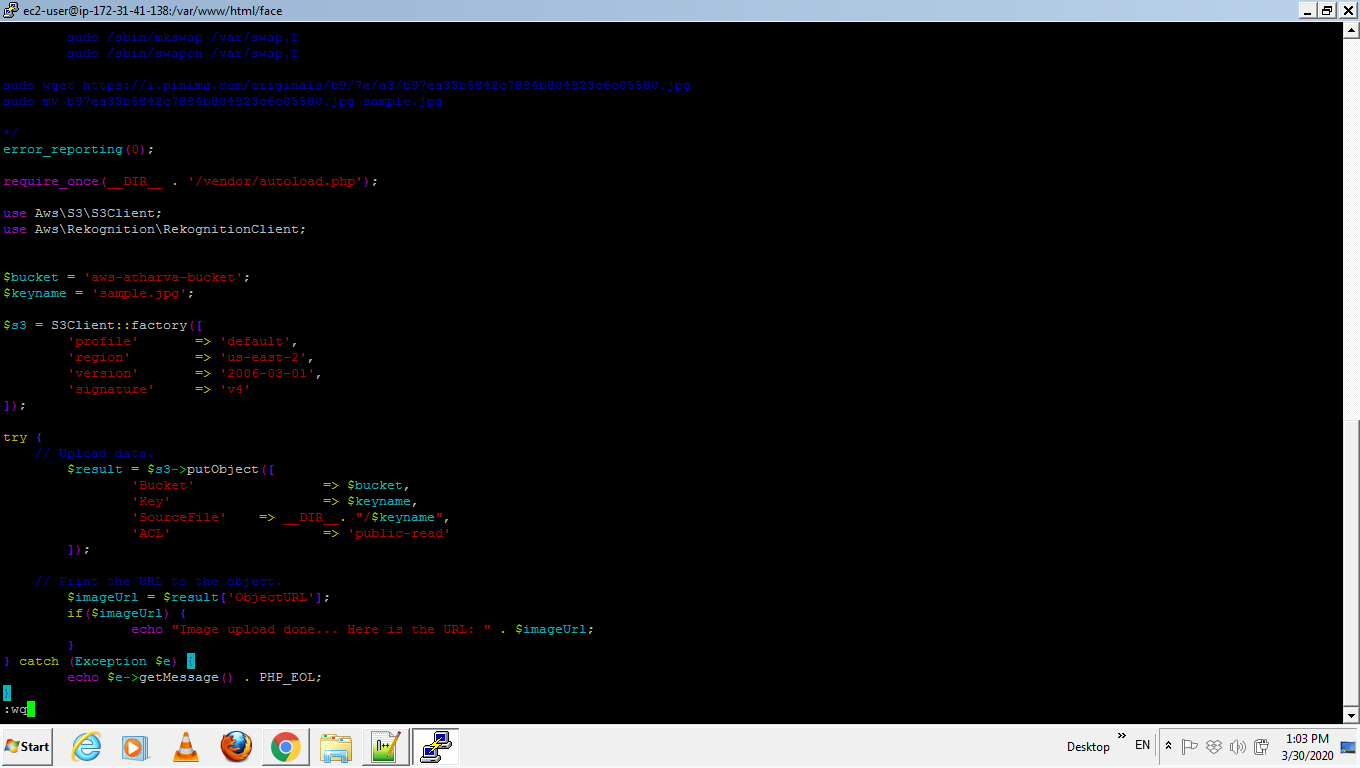 ec2-user@ip-172-31-41-138:/var/www/html/face
sudo /sbin/mkswap /var/swap.1
sudo /sbin/swapon /var/swap.1
sudo wget https://i.pinimg.com/originals/b9/7e/a3/b97ea33b5842e7894b804923c6c05580.jpg
sudo mv b97ea33b5842e7894b804923c6c05580.jpg sample.jpg
*/
error_reporting(0);
require_once(__DIR__ . '/vendor/autoload.php');
use Aws\S3\S3Client;
use Aws\Rekognition\RekognitionClient;
$bucket = 'aws-atharva-bucket';
$keyname = 'sample.jpg';
$s3 = S3Client::factory([
'profile' => 'default',
'region' => 'us-east-2',
'version' => '2006-03-01',
'signature' => 'v4'
]);
try {
// Upload data.
$result = $s3->putObject([
'Bucket' => $bucket,
'Key' => $keyname,
'SourceFile' => __DIR__. "/$keyname",
'ACL' => 'public-read'
]);
// Print the URL to the object.
$imageUrl = $result['ObjectURL'];
if($imageUrl) {
echo "Image upload done... Here is the URL: " . $imageUrl;
}
} catch (Exception $e) {
echo $e->getMessage() . PHP_EOL;
}
:wq
Start
Desktop
EN
1:03 PM
3/30/2020